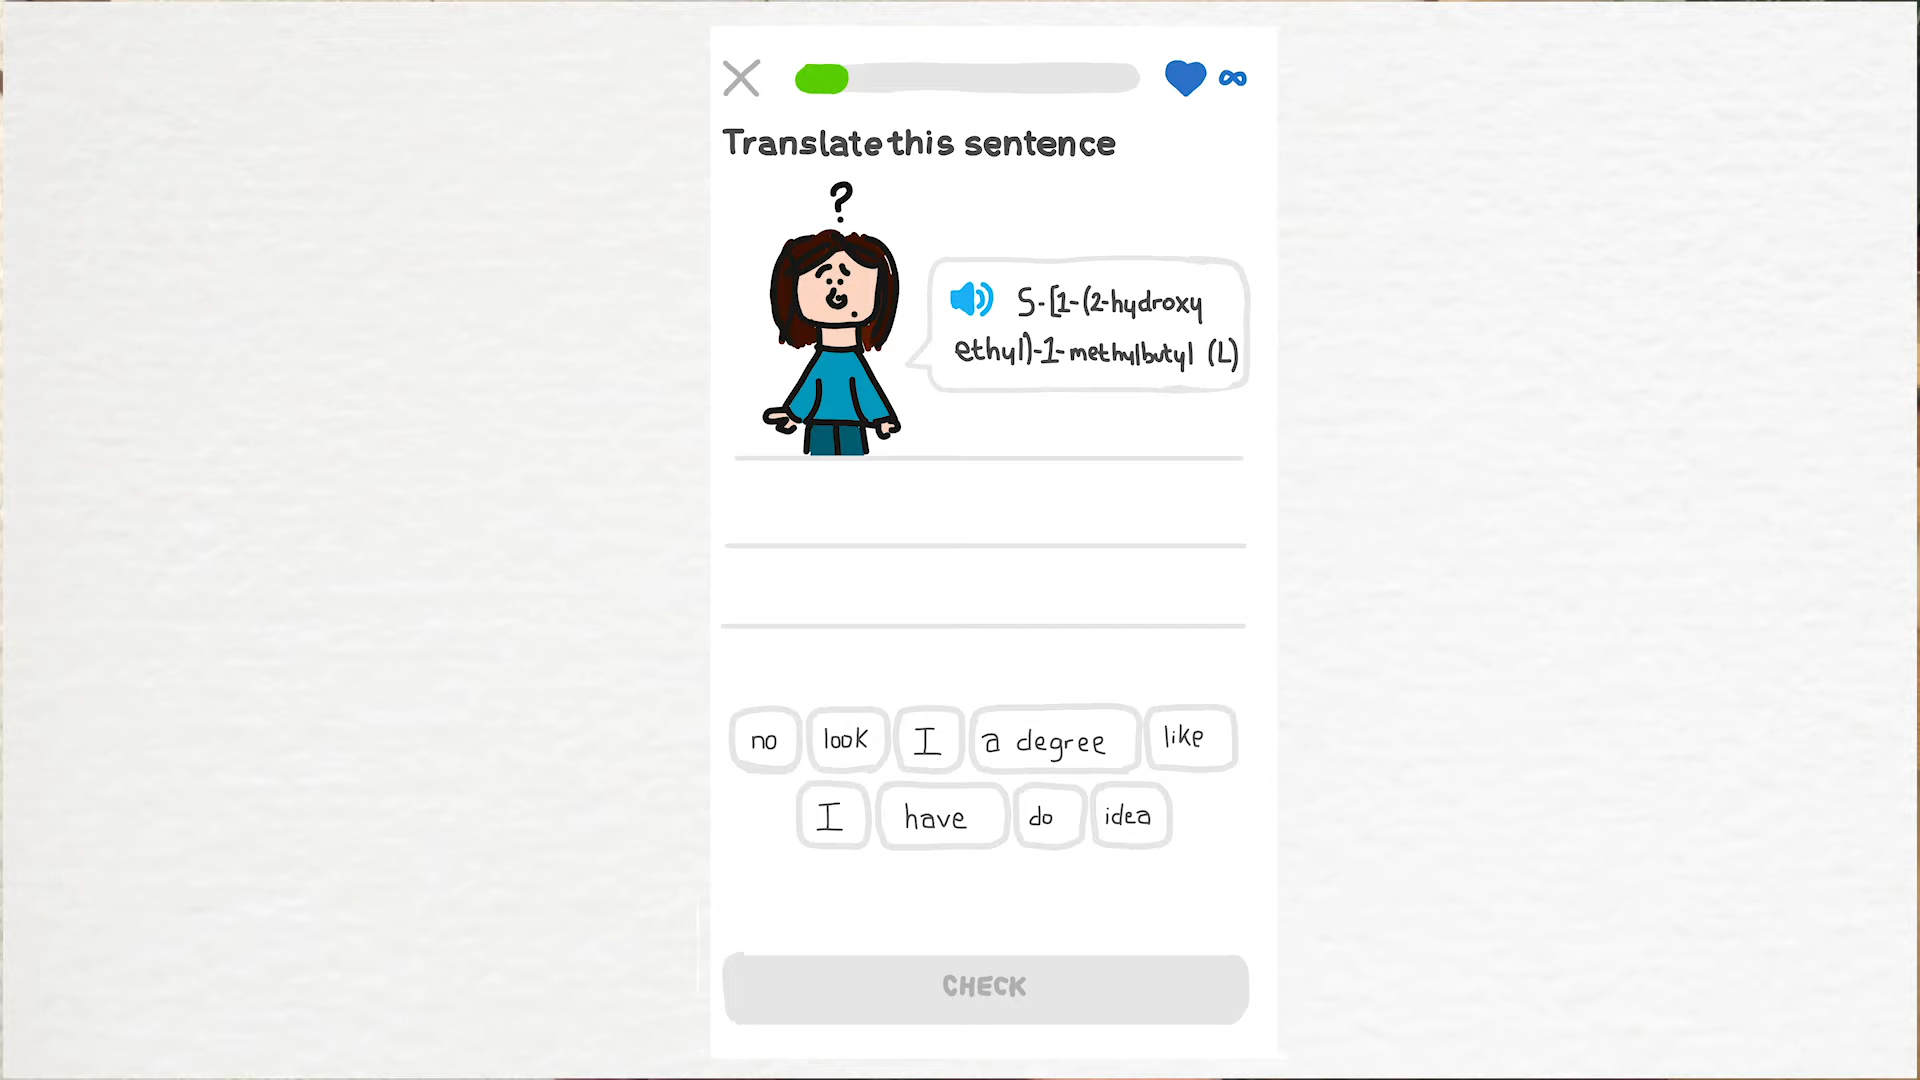 ∞
Translate this sentence
?
S-[1-(2-hydroxy
ethyl)-1-methylbutyl (L)
no look I a degree like
I have do idea
CHECK